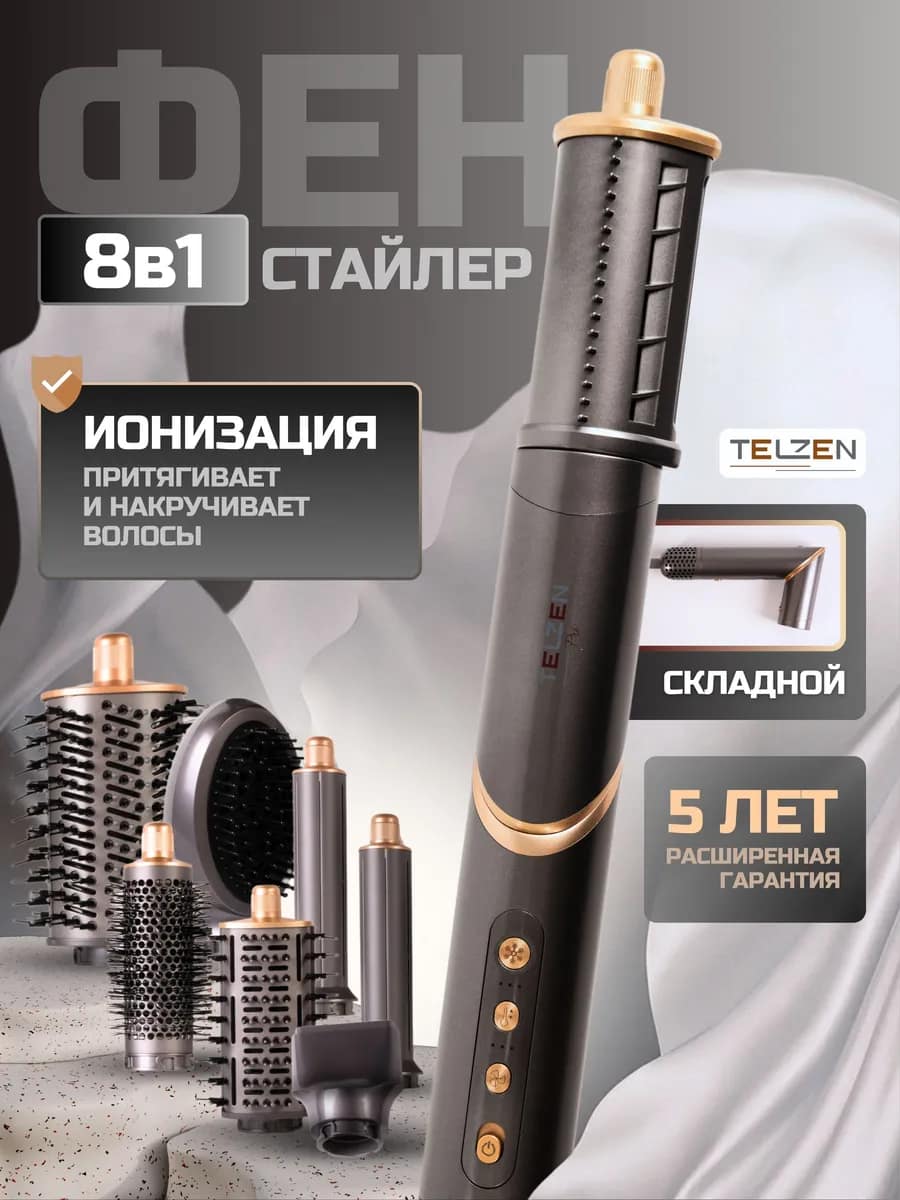 ФЕН
8в1
СТАЙЛЕР
ИОНИЗАЦИЯ
ПРИТЯГИВАЕТ
И НАКРУЧИВАЕТ
ВОЛОСЫ
TELZEN
TELZEN
СКЛАДНОЙ
5 ЛЕТ
РАСШИРЕННАЯ
ГАРАНТИЯ